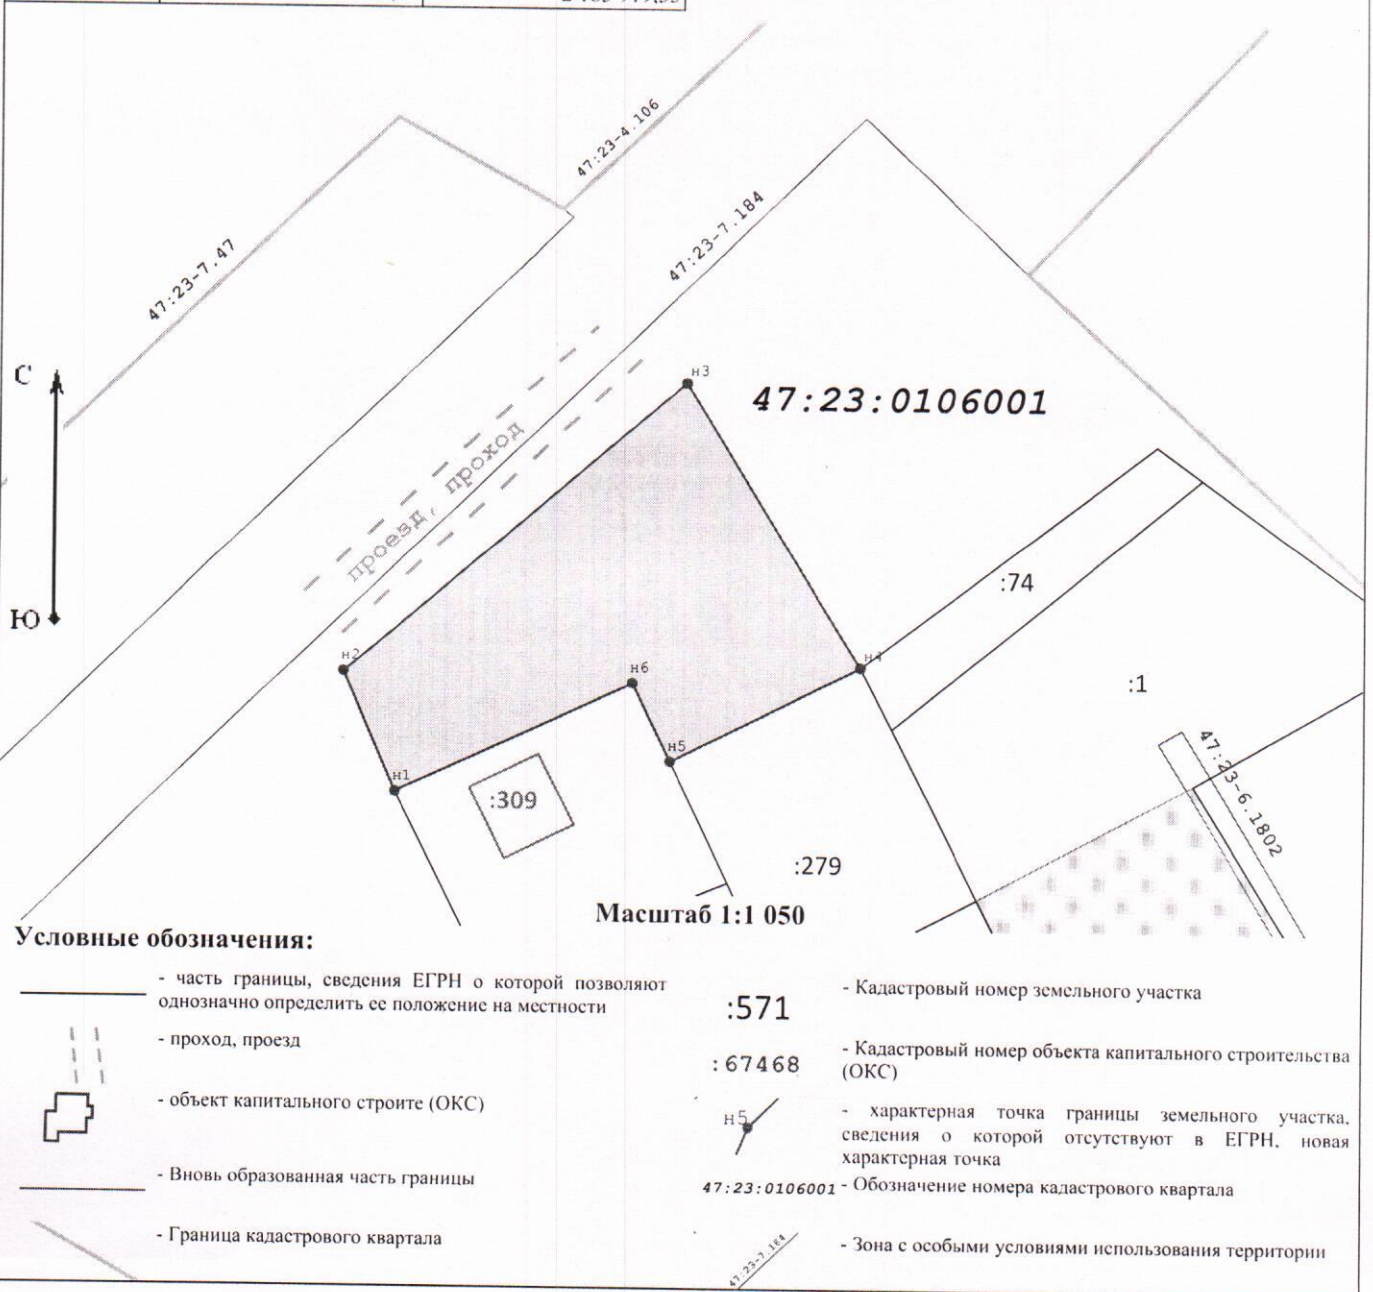 47:23-4.106
47:23-7.184
47:23-7.47
С
н3
47:23:0106001
проезд, проход
:74
Ю
н2
н6
н4
:1
н5
н1
:309
47:23-6.1802
:279
Масштаб 1:1 050
Условные обозначения:
- часть границы, сведения ЕГРН о которой позволяют
однозначно определить ее положение на местности
- проход, проезд
- объект капитального строите (ОКС)
- Вновь образованная часть границы
- Граница кадастрового квартала
:571
- Кадастровый номер земельного участка
:67468
- Кадастровый номер объекта капитального строительства
(ОКС)
н5
- характерная точка границы земельного участка,
сведения о которой отсутствуют в ЕГРН, новая
характерная точка
47:23:0106001 - Обозначение номера кадастрового квартала
47:23-7.184
- Зона с особыми условиями использования территории